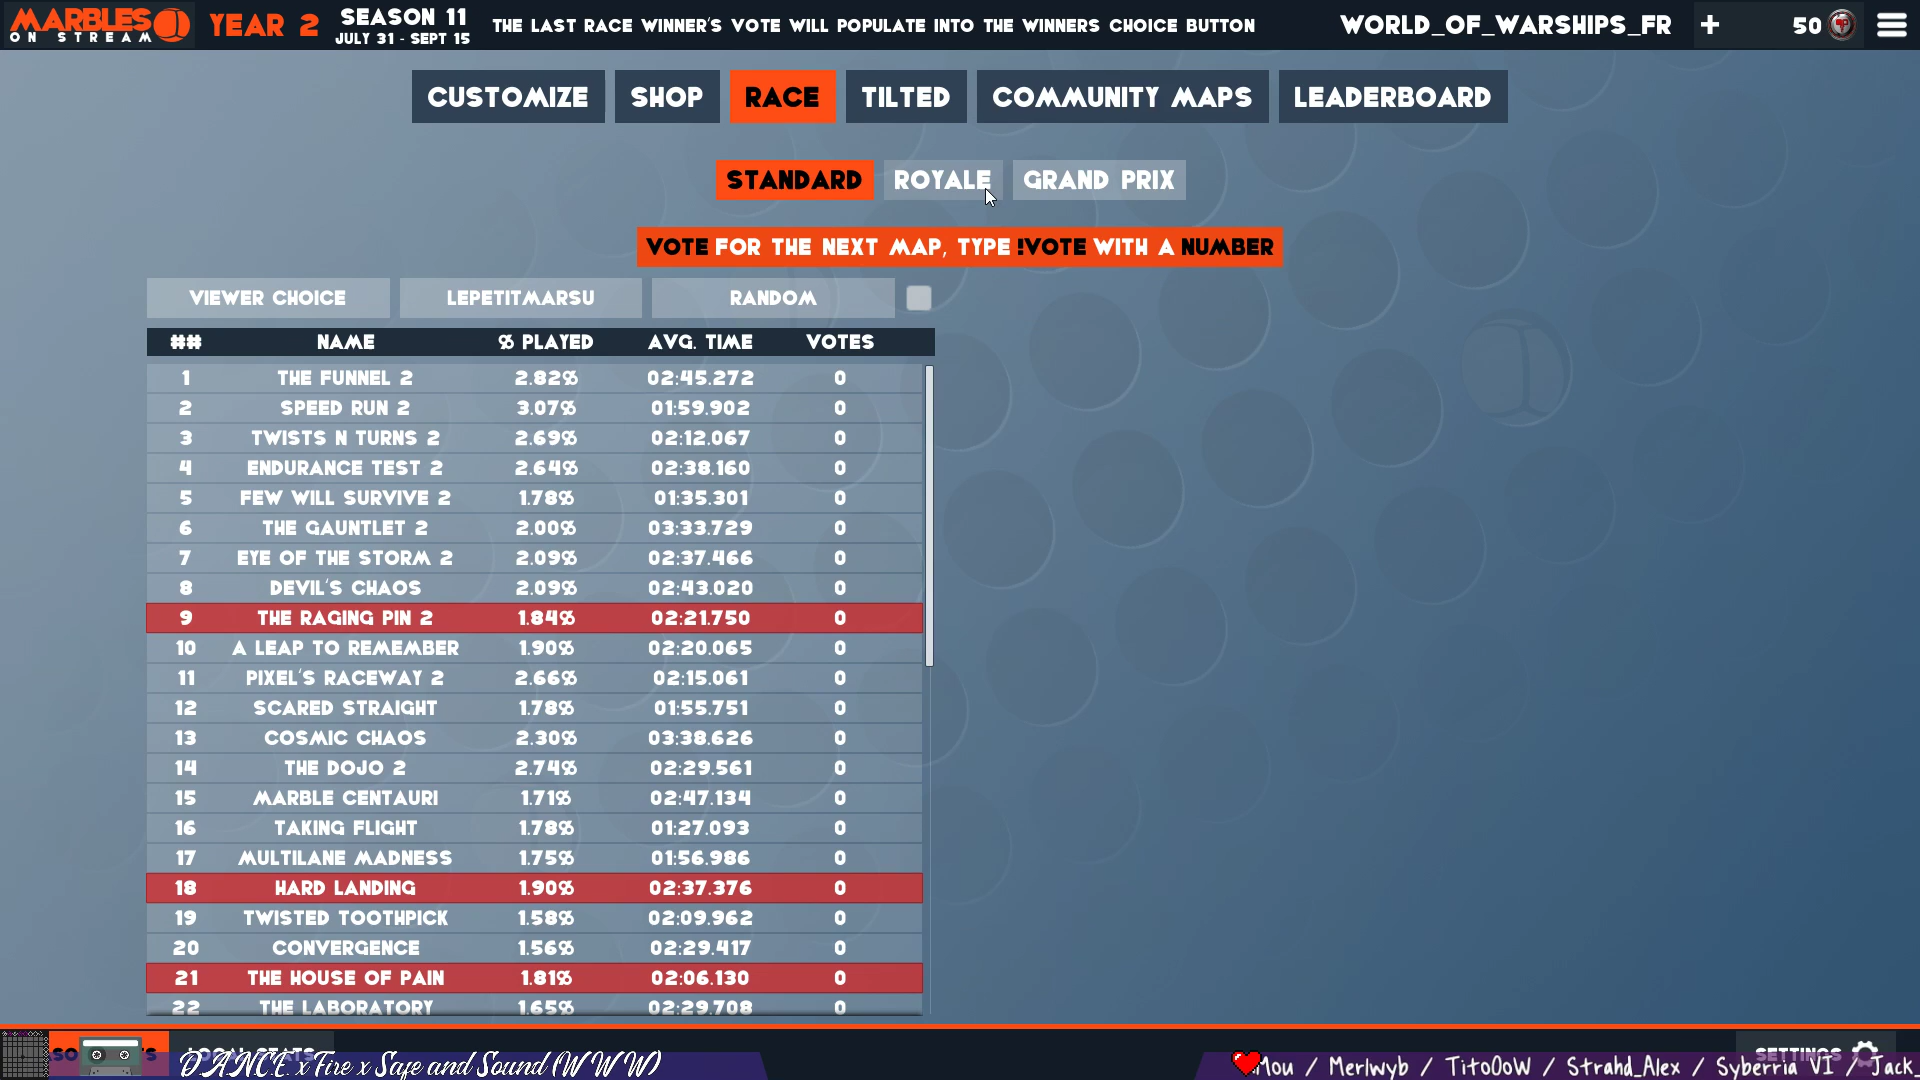 MARBLES
ON STREAM
YEAR 2
SEASON 11
JULY 31 - SEPT 15
THE LAST RACE WINNER'S VOTE WILL POPULATE INTO THE WINNERS CHOICE BUTTON
WORLD_OF_WARSHIPS_FR
+
50
CUSTOMIZE SHOP RACE TILTED COMMUNITY MAPS LEADERBOARD
STANDARD ROYALE GRAND PRIX
VOTE FOR THE NEXT MAP, TYPE !VOTE WITH A NUMBER
VIEWER CHOICE LEPETITMARSU RANDOM
## NAME % PLAYED AVG. TIME VOTES
1 THE FUNNEL 2 2.82% 02:45.272 0
2 SPEED RUN 2 3.07% 01:59.902 0
3 TWISTS N TURNS 2 2.69% 02:12.067 0
4 ENDURANCE TEST 2 2.64% 02:38.160 0
5 FEW WILL SURVIVE 2 1.78% 01:35.301 0
6 THE GAUNTLET 2 2.00% 03:33.729 0
7 EYE OF THE STORM 2 2.09% 02:37.466 0
8 DEVIL'S CHAOS 2.09% 02:43.020 0
9 THE RAGING PIN 2 1.84% 02:21.750 0
10 A LEAP TO REMEMBER 1.90% 02:20.065 0
11 PIXEL'S RACEWAY 2 2.66% 02:15.061 0
12 SCARED STRAIGHT 1.78% 01:55.751 0
13 COSMIC CHAOS 2.30% 03:38.626 0
14 THE DOJO 2 2.74% 02:29.561 0
15 MARBLE CENTAURI 1.71% 02:47.134 0
16 TAKING FLIGHT 1.78% 01:27.093 0
17 MULTILANE MADNESS 1.75% 01:56.986 0
18 HARD LANDING 1.90% 02:37.376 0
19 TWISTED TOOTHPICK 1.58% 02:09.962 0
20 CONVERGENCE 1.56% 02:29.417 0
21 THE HOUSE OF PAIN 1.81% 02:06.130 0
22 THE LABORATORY 1.65% 02:29.708 0
LOCAL STATS
SETTINGS
D.A.N.C.E. x Fire x Safe and Sound (WWW)
Mou / Merlwyb / TitoOoW / Strahd_Alex / Syberria VI / Jack_